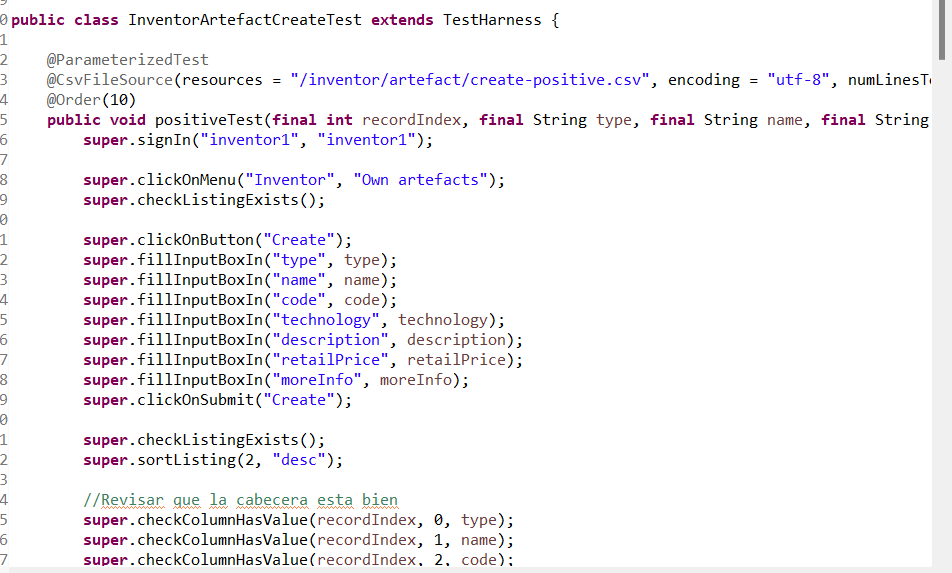 0 public class InventorArtefactCreateTest extends TestHarness {
1
2 @ParameterizedTest
3 @CsvFileSource(resources = "/inventor/artefact/create-positive.csv", encoding = "utf-8", numLinesTo
4 @Order(10)
5 public void positiveTest(final int recordIndex, final String type, final String name, final String
6 super.signIn("inventor1", "inventor1");
7
8 super.clickOnMenu("Inventor", "Own artefacts");
9 super.checkListingExists();
0
1 super.clickOnButton("Create");
2 super.fillInputBoxIn("type", type);
3 super.fillInputBoxIn("name", name);
4 super.fillInputBoxIn("code", code);
5 super.fillInputBoxIn("technology", technology);
6 super.fillInputBoxIn("description", description);
7 super.fillInputBoxIn("retailPrice", retailPrice);
8 super.fillInputBoxIn("moreInfo", moreInfo);
9 super.clickOnSubmit("Create");
0
1 super.checkListingExists();
2 super.sortListing(2, "desc");
3
4 //Revisar que la cabecera esta bien
5 super.checkColumnHasValue(recordIndex, 0, type);
6 super.checkColumnHasValue(recordIndex, 1, name);
7 super.checkColumnHasValue(recordIndex, 2, code);